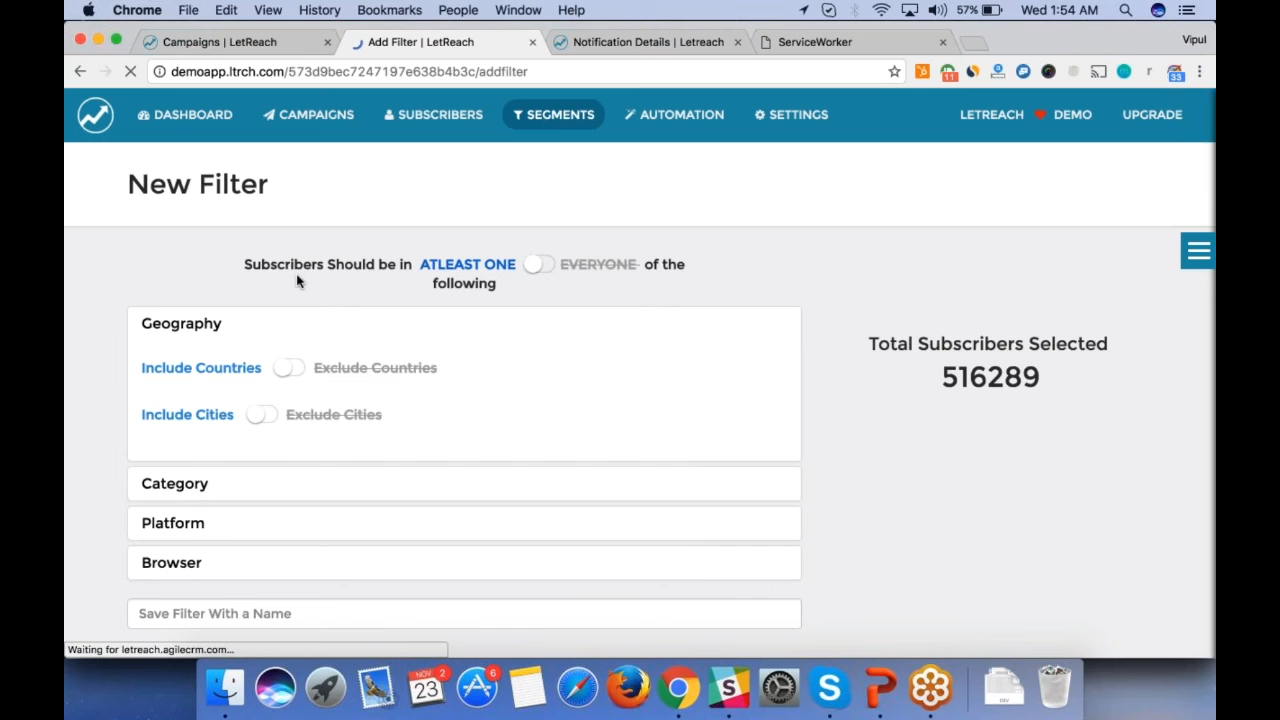 Chrome File Edit View History Bookmarks People Window Help 57% Wed 1:54 AM
Campaigns | LetReach Add Filter | LetReach Notification Details | Letreach ServiceWorker Vipul
demoapp.ltrch.com/573d9bec7247197e638b4b3c/addfilter 11 r 33
DASHBOARD CAMPAIGNS SUBSCRIBERS SEGMENTS AUTOMATION SETTINGS LETREACH DEMO UPGRADE
New Filter
Subscribers Should be in ATLEAST ONE EVERYONE of the
following
Geography
Include Countries Exclude Countries
Include Cities Exclude Cities
Category
Platform
Browser
Save Filter With a Name
Total Subscribers Selected
516289
Waiting for letreach.agilecrm.com...
NOV 2 6
23